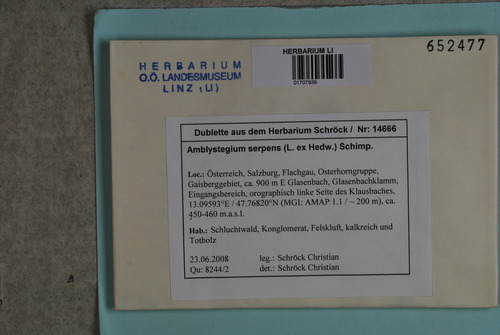 652477
HERBARIUM
O.Ö. LANDESMUSEUM
LINZ (LI)
HERBARIUM LI
01707939
Dublette aus dem Herbarium Schröck / Nr: 14666
Amblystegium serpens (L. ex Hedw.) Schimp.
Loc.: Österreich, Salzburg, Flachgau, Osterhorngruppe,
Gaisberggebiet, ca. 900 m E Glasenbach, Glasenbachklamm,
Eingangsbereich, orographisch linke Seite des Klausbaches,
13.09593°E / 47.76820°N (MGI: AMAP 1.1 / ~ 200 m), ca.
450-460 m.a.s.l.
Hab.: Schluchtwald, Konglomerat, Felskluft, kalkreich und
Totholz
23.06.2008 leg.: Schröck Christian
Qu: 8244/2 det.: Schröck Christian